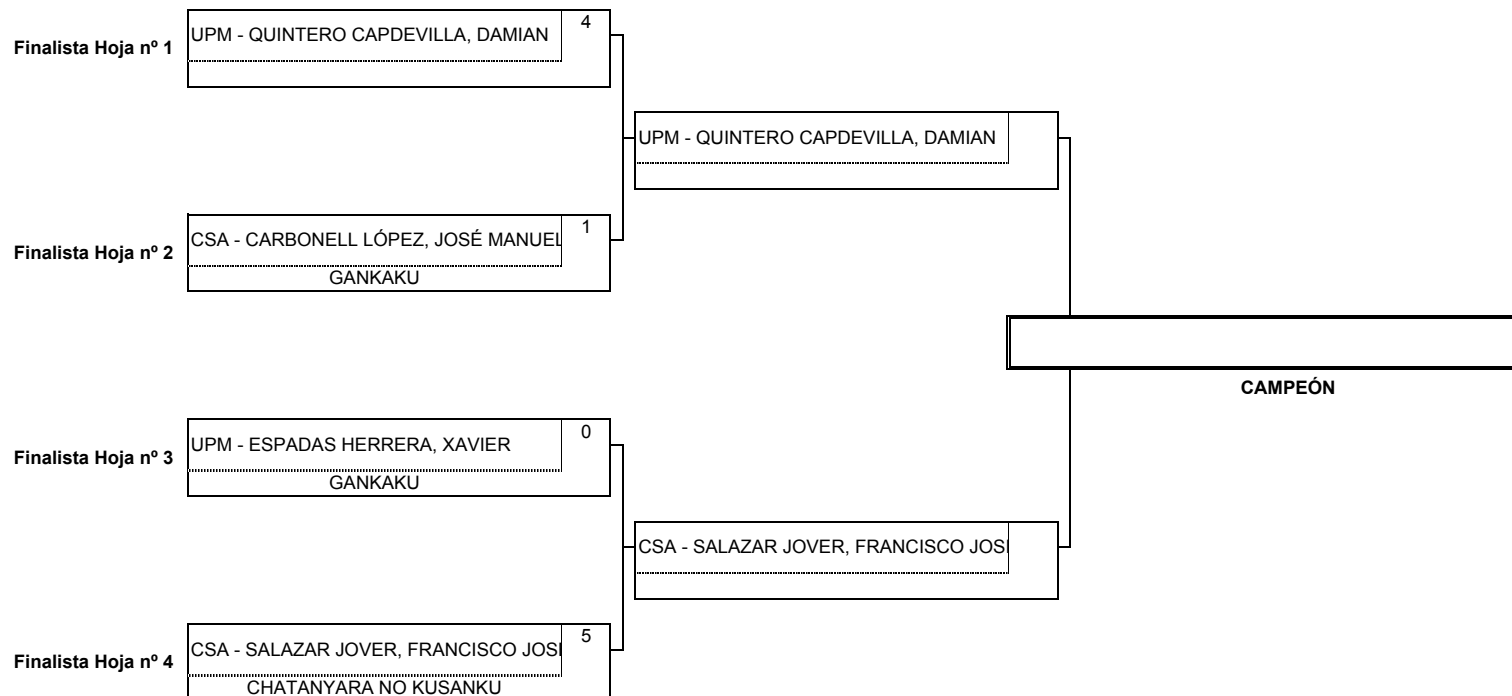 UPM - QUINTERO CAPDEVILLA, DAMIAN 4
Finalista Hoja nº 1
UPM - QUINTERO CAPDEVILLA, DAMIAN
CSA - CARBONELL LÓPEZ, JOSÉ MANUEL 1
Finalista Hoja nº 2
GANKAKU
CAMPEÓN
UPM - ESPADAS HERRERA, XAVIER 0
Finalista Hoja nº 3
GANKAKU
CSA - SALAZAR JOVER, FRANCISCO JOS
CSA - SALAZAR JOVER, FRANCISCO JOS 5
Finalista Hoja nº 4
CHATANYARA NO KUSANKU